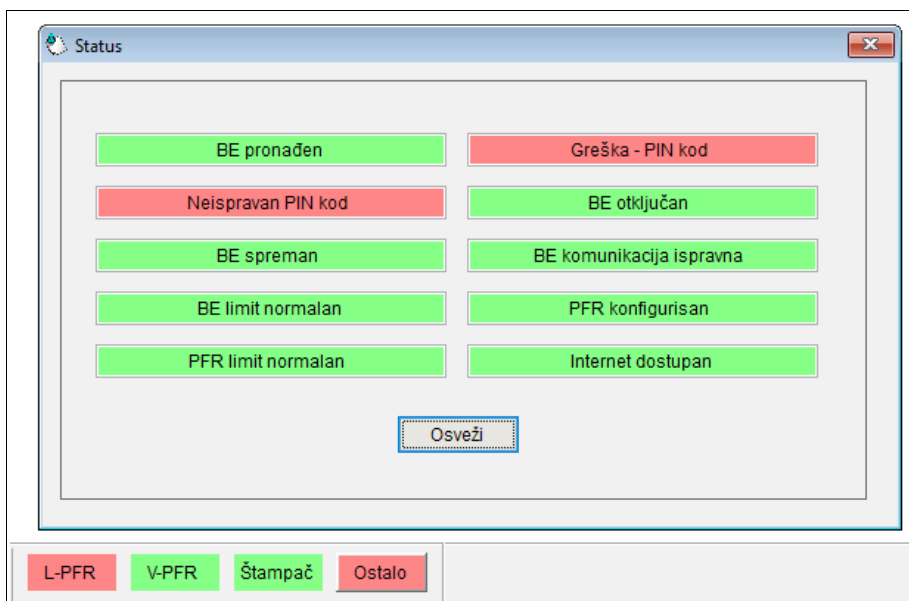 Status
BE pronađen
Greška - PIN kod
Neispravan PIN kod
BE otključan
BE spreman
BE komunikacija ispravna
BE limit normalan
PFR konfigurisan
PFR limit normalan
Internet dostupan
Osveži
L-PFR
V-PFR
Štampač
Ostalo